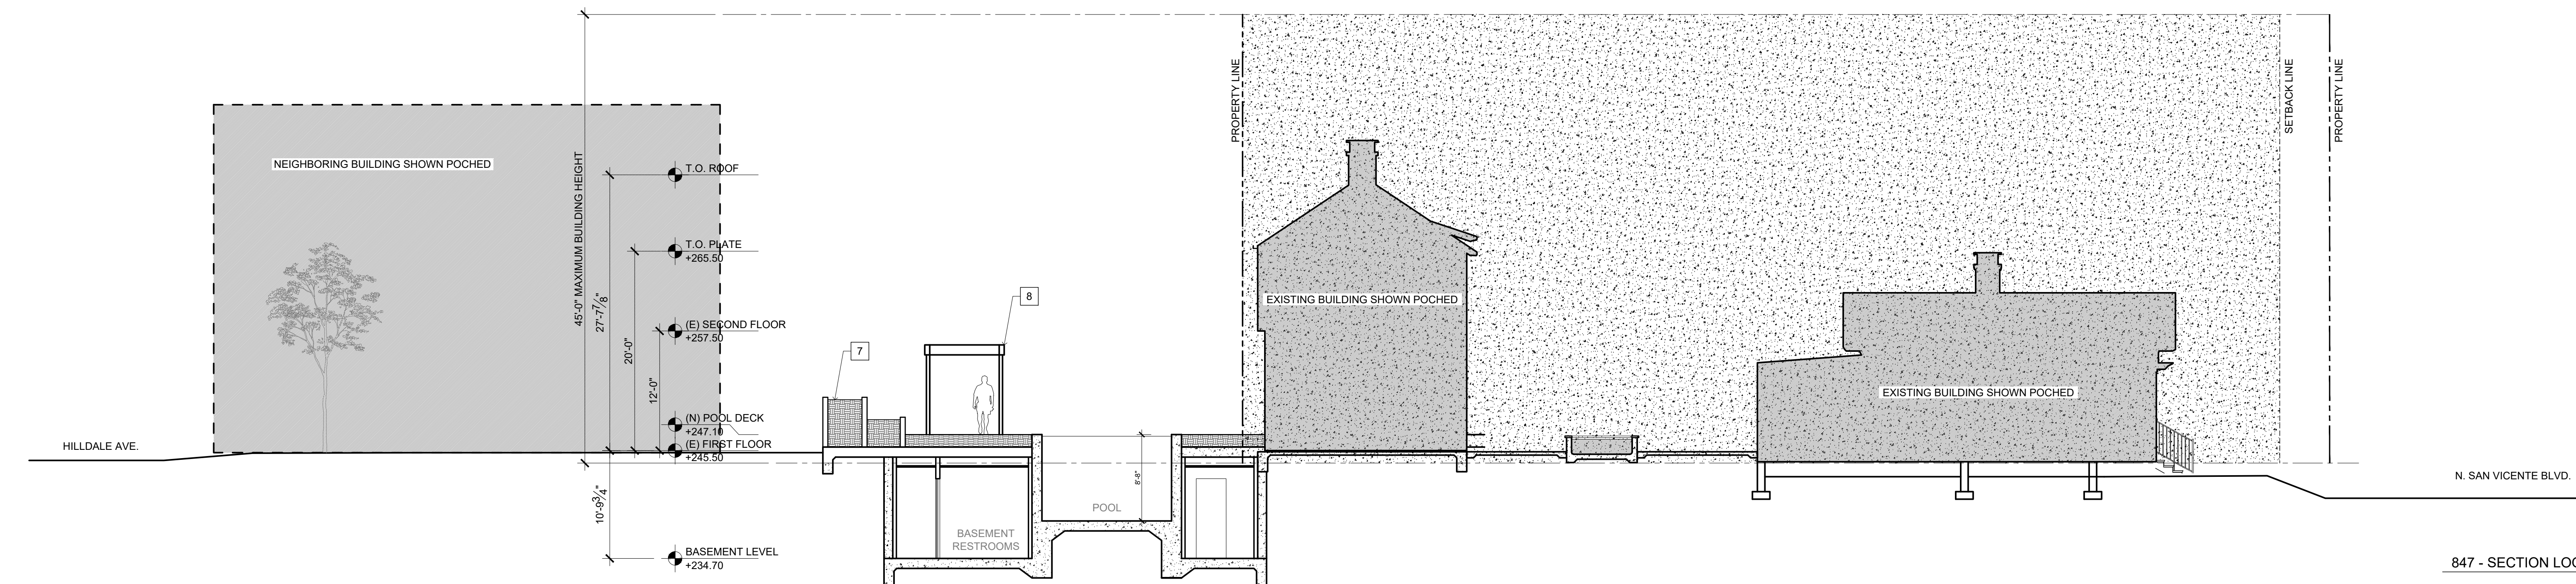 PROPERTY LINE
SETBACK LINE
PROPERTY LINE
NEIGHBORING BUILDING SHOWN POCHED
45'-0" MAXIMUM BUILDING HEIGHT
T.O. ROOF
27'-7 7/8"
T.O. PLATE
+265.50
20'-0"
8
EXISTING BUILDING SHOWN POCHED
(E) SECOND FLOOR
+257.50
12'-0"
7
EXISTING BUILDING SHOWN POCHED
(N) POOL DECK
+247.10
(E) FIRST FLOOR
+245.50
HILLDALE AVE.
8'-8"
N. SAN VICENTE BLVD.
10'-9 3/4"
POOL
BASEMENT
RESTROOMS
BASEMENT LEVEL
+234.70
847 - SECTION LO